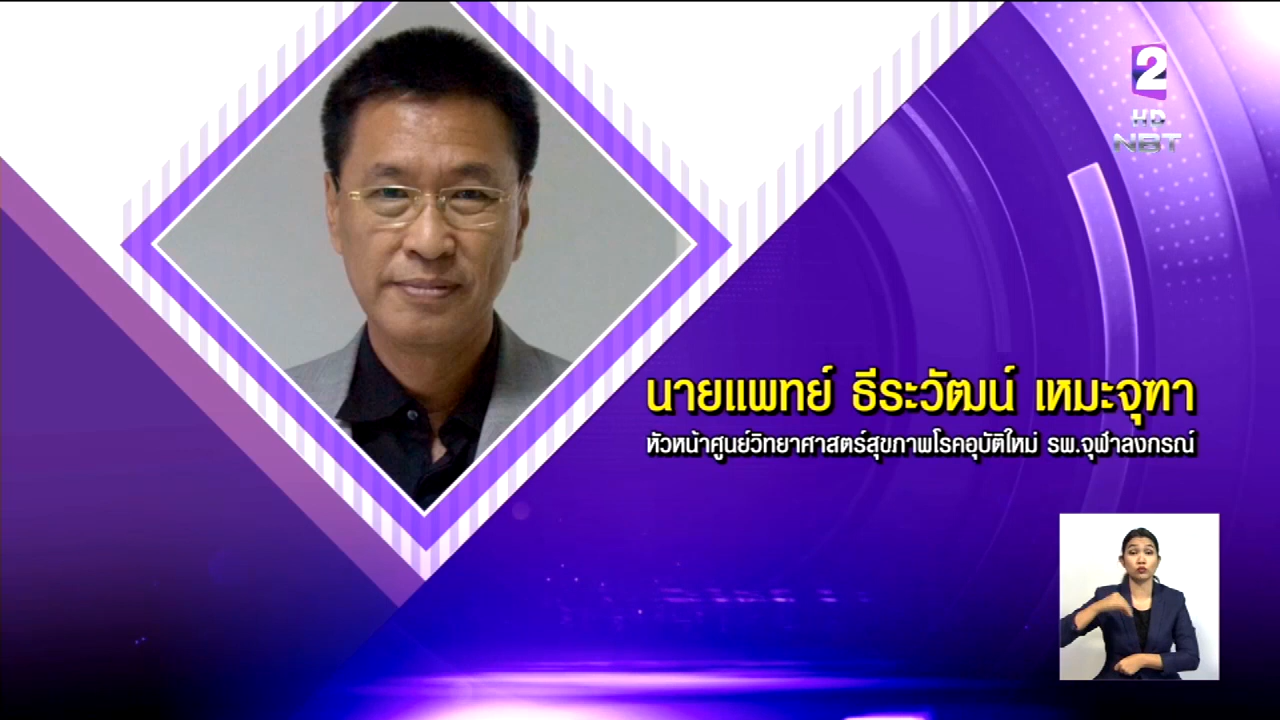 2
HD
NBT
นายแพทย์ ธีระวัฒน์ เหมะจุฑา
หัวหน้าศูนย์วิทยาศาสตร์สุขภาพโรคอุบัติใหม่ รพ.จุฬาลงกรณ์